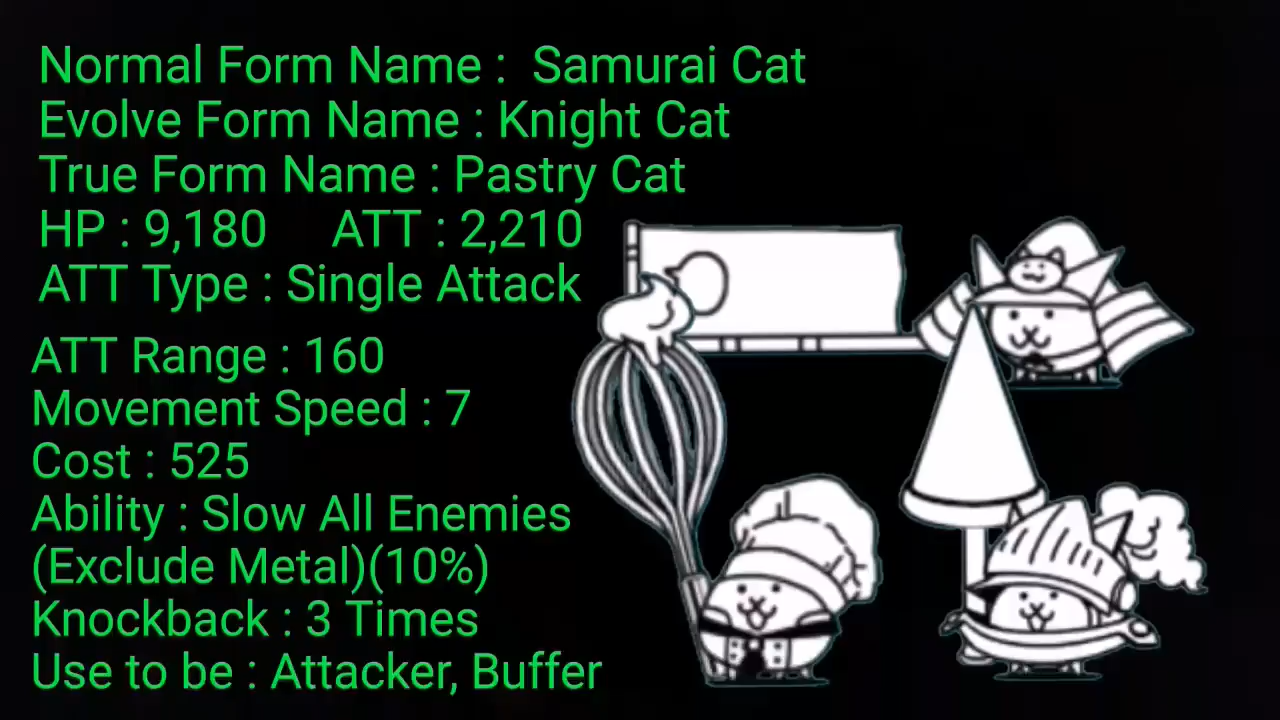 Normal Form Name :  Samurai Cat
Evolve Form Name : Knight Cat
True Form Name : Pastry Cat
HP : 9,180     ATT : 2,210
ATT Type : Single Attack
ATT Range : 160
Movement Speed : 7
Cost : 525
Ability : Slow All Enemies
(Exclude Metal)(10%)
Knockback : 3 Times
Use to be : Attacker, Buffer